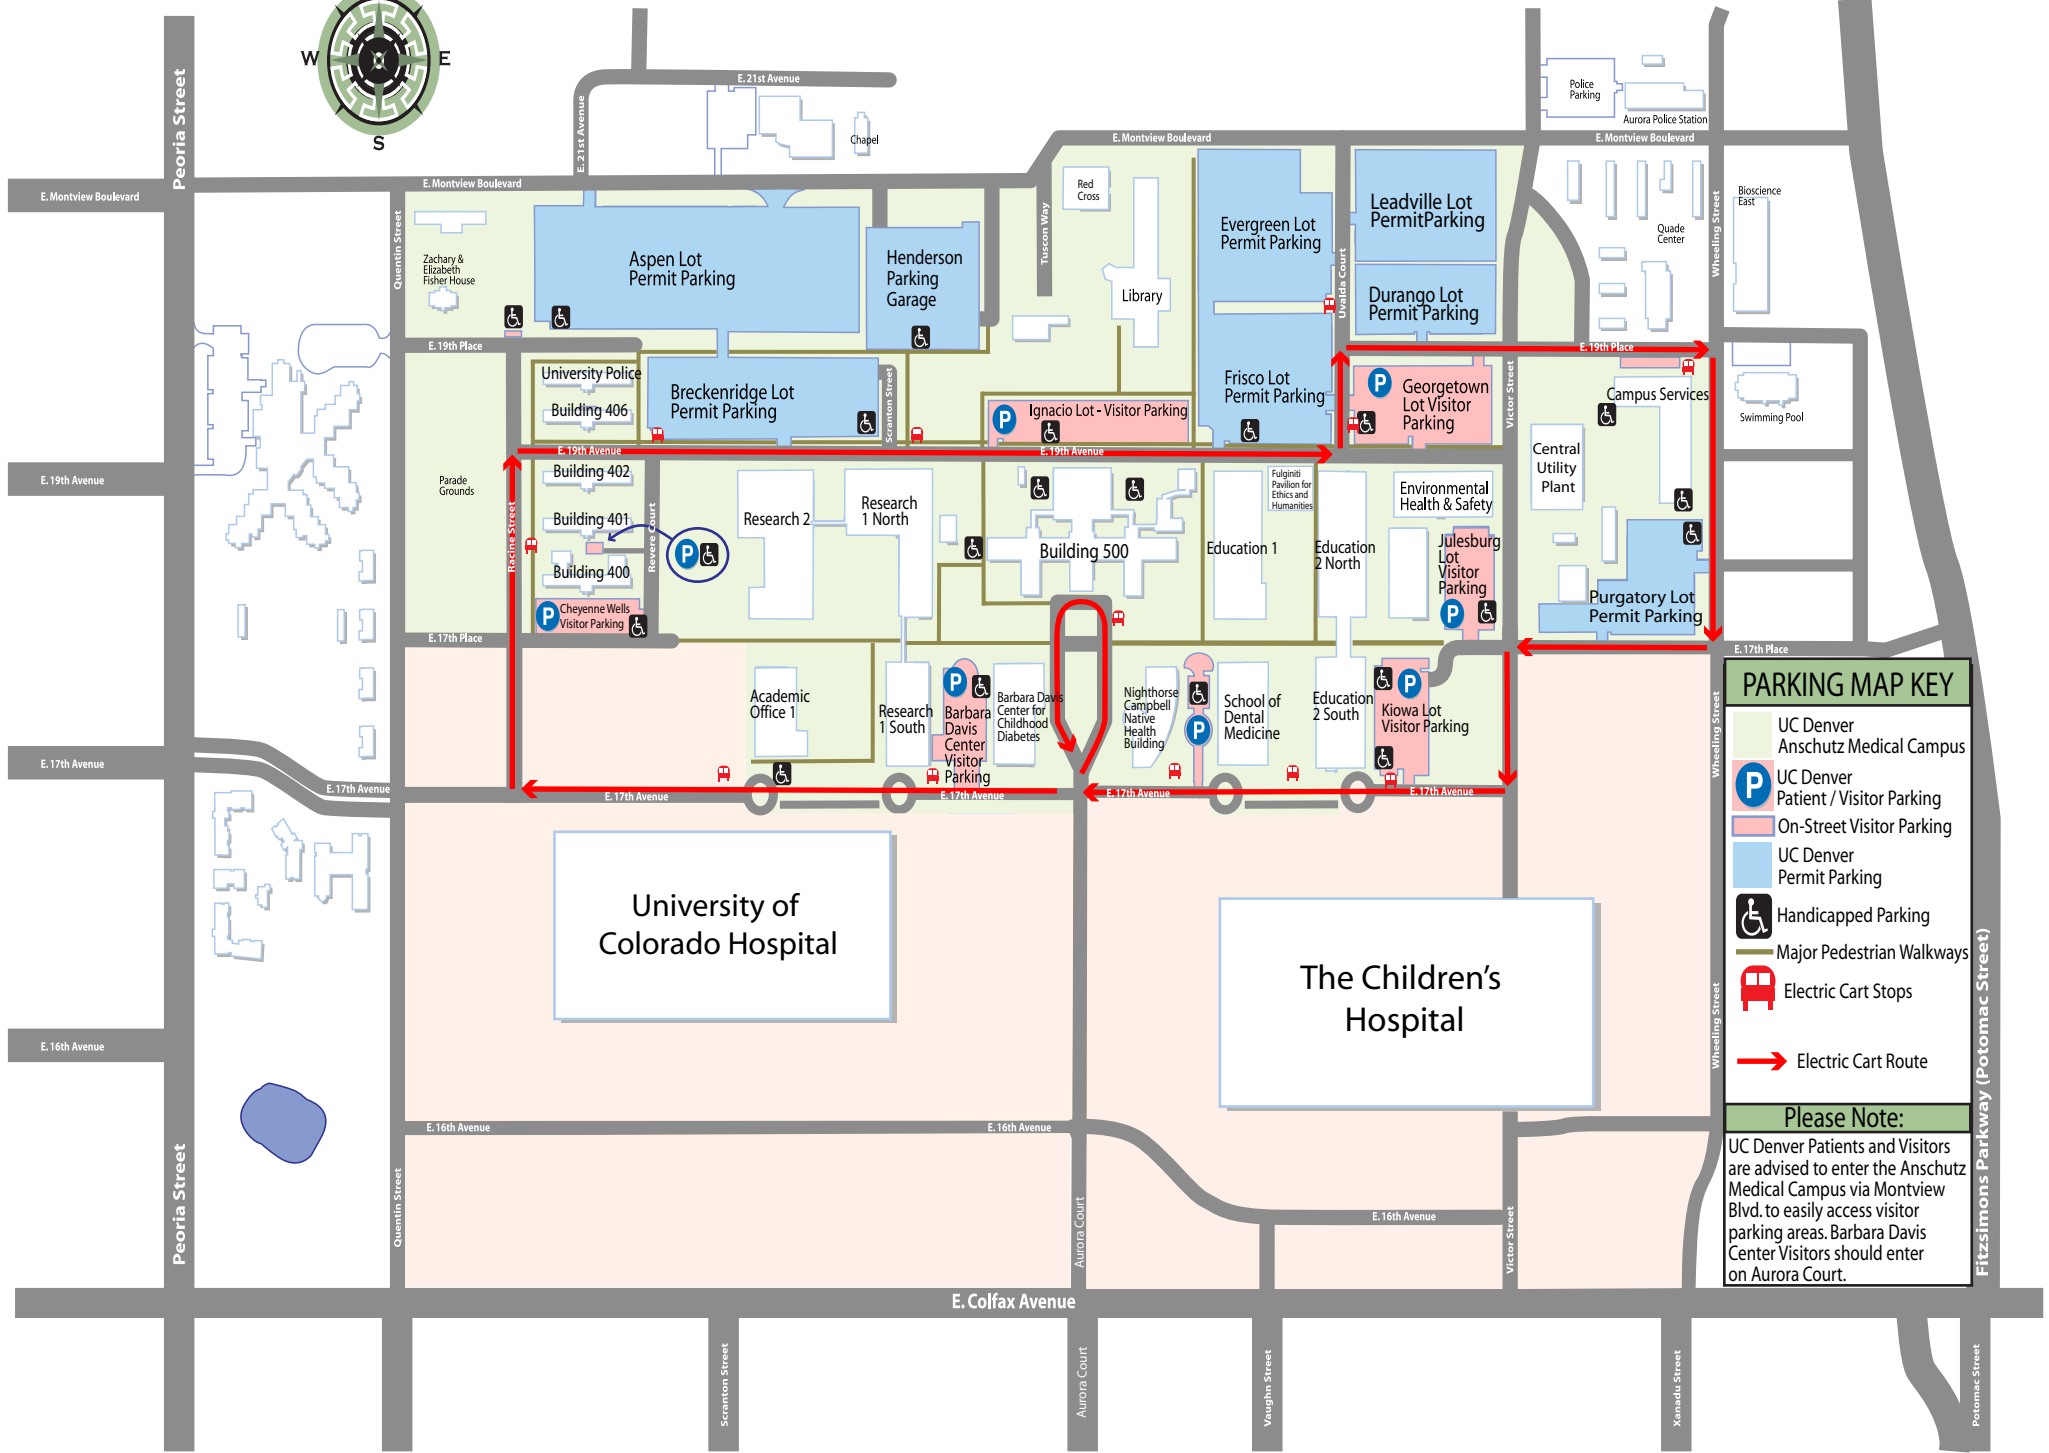 W
E
S
E. 21st Avenue
E. 21st Avenue
Chapel
Police
Parking
Aurora Police Station
Peoria Street
E. Montview Boulevard
E. Montview Boulevard
E. Montview Boulevard
E. Montview Boulevard
Quentin Street
Zachary &
Elizabeth
Fisher House
Aspen Lot
Permit Parking
Henderson
Parking
Garage
Tuscon Way
Red
Cross
Library
Evergreen Lot
Permit Parking
Uvalda Court
Leadville Lot
PermitParking
Durango Lot
Permit Parking
Quade
Center
Wheeling Street
Bioscience
East
E. 19th Place
E. 19th Place
University Police
Building 406
Breckenridge Lot
Permit Parking
Scranton Street
P
Ignacio Lot - Visitor Parking
Frisco Lot
Permit Parking
P
Georgetown
Lot Visitor
Parking
Victor Street
Campus Services
Swimming Pool
E. 19th Avenue
E. 19th Avenue
E. 19th Avenue
Parade
Grounds
Racine Street
Building 402
Building 401
Building 400
Revere Court
P
P
Cheyenne Wells
Visitor Parking
Research 2
Research
1 North
Building 500
Education 1
Fulginiti
Pavilion for
Ethics and
Humanities
Education
2 North
Environmental
Health & Safety
Julesburg
Lot
Visitor
Parking
P
Central
Utility
Plant
Purgatory Lot
Permit Parking
E. 17th Place
E. 17th Place
Academic
Office 1
Research
1 South
P
Barbara
Davis
Center
Visitor
Parking
Barbara Davis
Center for
Childhood
Diabetes
Nighthorse
Campbell
Native
Health
Building
P
School of
Dental
Medicine
Education
2 South
P
Kiowa Lot
Visitor Parking
E. 17th Avenue
E. 17th Avenue
E. 17th Avenue
E. 17th Avenue
E. 17th Avenue
E. 17th Avenue
Wheeling Street
PARKING MAP KEY
UC Denver
Anschutz Medical Campus
P
UC Denver
Patient / Visitor Parking
On-Street Visitor Parking
UC Denver
Permit Parking
Handicapped Parking
Major Pedestrian Walkways
Electric Cart Stops
Electric Cart Route
Please Note:
UC Denver Patients and Visitors
are advised to enter the Anschutz
Medical Campus via Montview
Blvd. to easily access visitor
parking areas. Barbara Davis
Center Visitors should enter
on Aurora Court.
University of
Colorado Hospital
The Children's
Hospital
Wheeling Street
Fitzsimons Parkway (Potomac Street)
E. 16th Avenue
E. 16th Avenue
E. 16th Avenue
E. 16th Avenue
Peoria Street
Quentin Street
Aurora Court
Victor Street
E. Colfax Avenue
Scranton Street
Aurora Court
Vaughn Street
Xanadu Street
Potomac Street